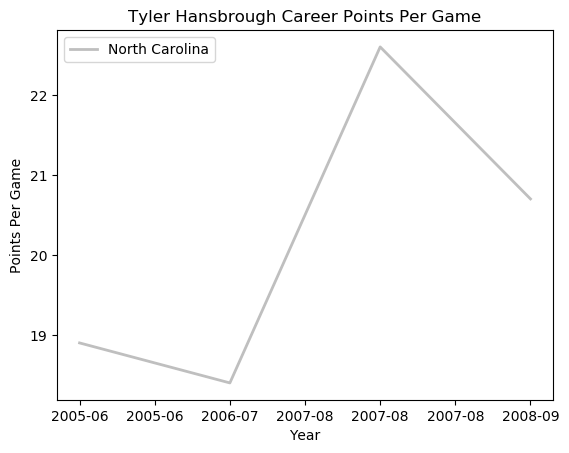 Tyler Hansbrough Career Points Per Game
North Carolina
Points Per Game
22
21
20
19
2005-06 2005-06 2006-07 2007-08 2007-08 2007-08 2008-09
Year